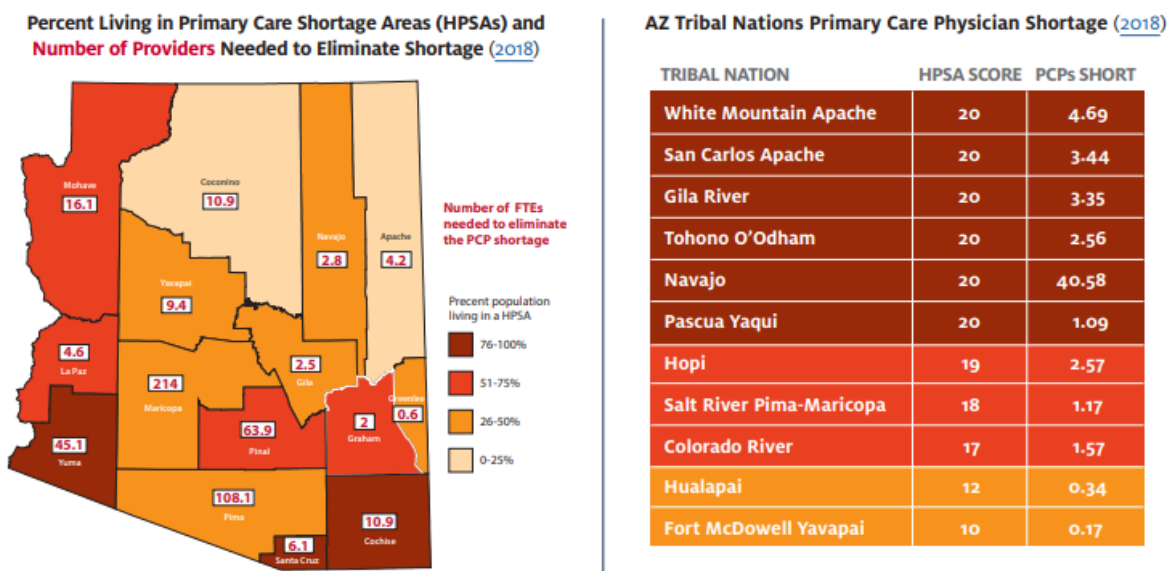 Percent Living in Primary Care Shortage Areas (HPSAs) and
Number of Providers Needed to Eliminate Shortage (2018)
Mohave
16.1
Coconino
10.9
Navajo
2.8
Apache
4.2
Yavapai
9.4
4.6
La Paz
214
Maricopa
2.5
Gila
Greenlee
0.6
2
Graham
63.9
Pinal
45.1
Yuma
108.1
Pima
6.1
Santa Cruz
10.9
Cochise
Number of FTEs
needed to eliminate
the PCP shortage
Precent population
living in a HPSA
76-100%
51-75%
26-50%
0-25%
AZ Tribal Nations Primary Care Physician Shortage (2018)
TRIBAL NATION HPSA SCORE PCPs SHORT
White Mountain Apache 20 4.69
San Carlos Apache 20 3.44
Gila River 20 3.35
Tohono O'Odham 20 2.56
Navajo 20 40.58
Pascua Yaqui 20 1.09
Hopi 19 2.57
Salt River Pima-Maricopa 18 1.17
Colorado River 17 1.57
Hualapai 12 0.34
Fort McDowell Yavapai 10 0.17